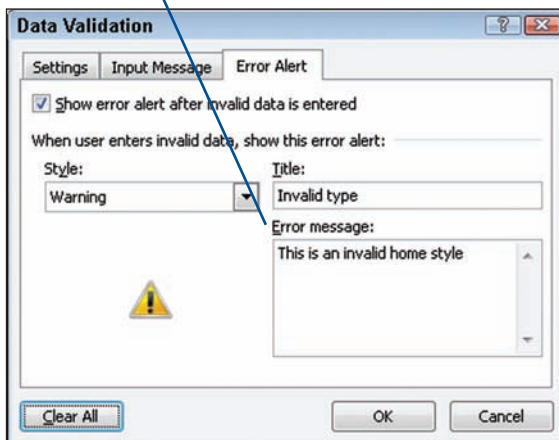 Data Validation
Settings Input Message Error Alert
Show error alert after invalid data is entered
When user enters invalid data, show this error alert:
Style: Title:
Warning Invalid type
Error message:
This is an invalid home style
Clear All OK Cancel